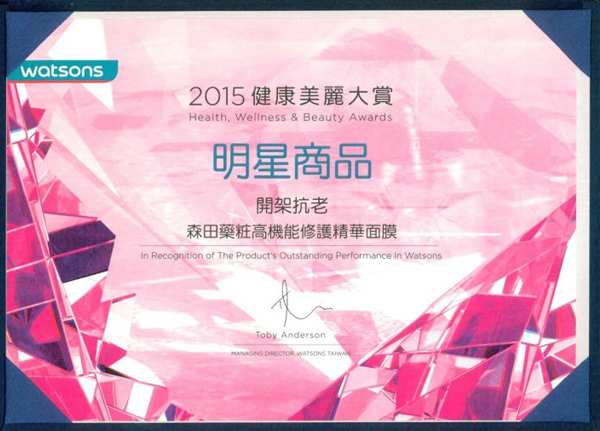 watsons
2015 健康美麗大賞
Health, Wellness & Beauty Awards
明星商品
開架抗老
森田藥粧高機能修護精華面膜
In Recognition of The Product's Outstanding Performance In Watsons
Toby Anderson
MANAGING DIRECTOR, WATSONS TAIWAN